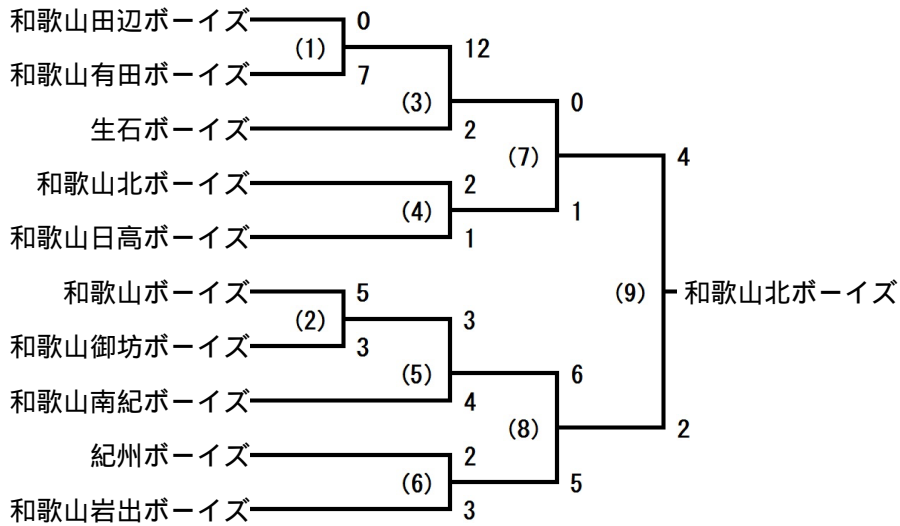 和歌山田辺ボーイズ 0
(1) 12
和歌山有田ボーイズ 7
(3) 0
生石ボーイズ 2
(7) 4
和歌山北ボーイズ 2
(4) 1
和歌山日高ボーイズ 1
和歌山ボーイズ 5 (9) 和歌山北ボーイズ
(2) 3
和歌山御坊ボーイズ 3
(5) 6
和歌山南紀ボーイズ 4
(8) 2
紀州ボーイズ 2
(6) 5
和歌山岩出ボーイズ 3